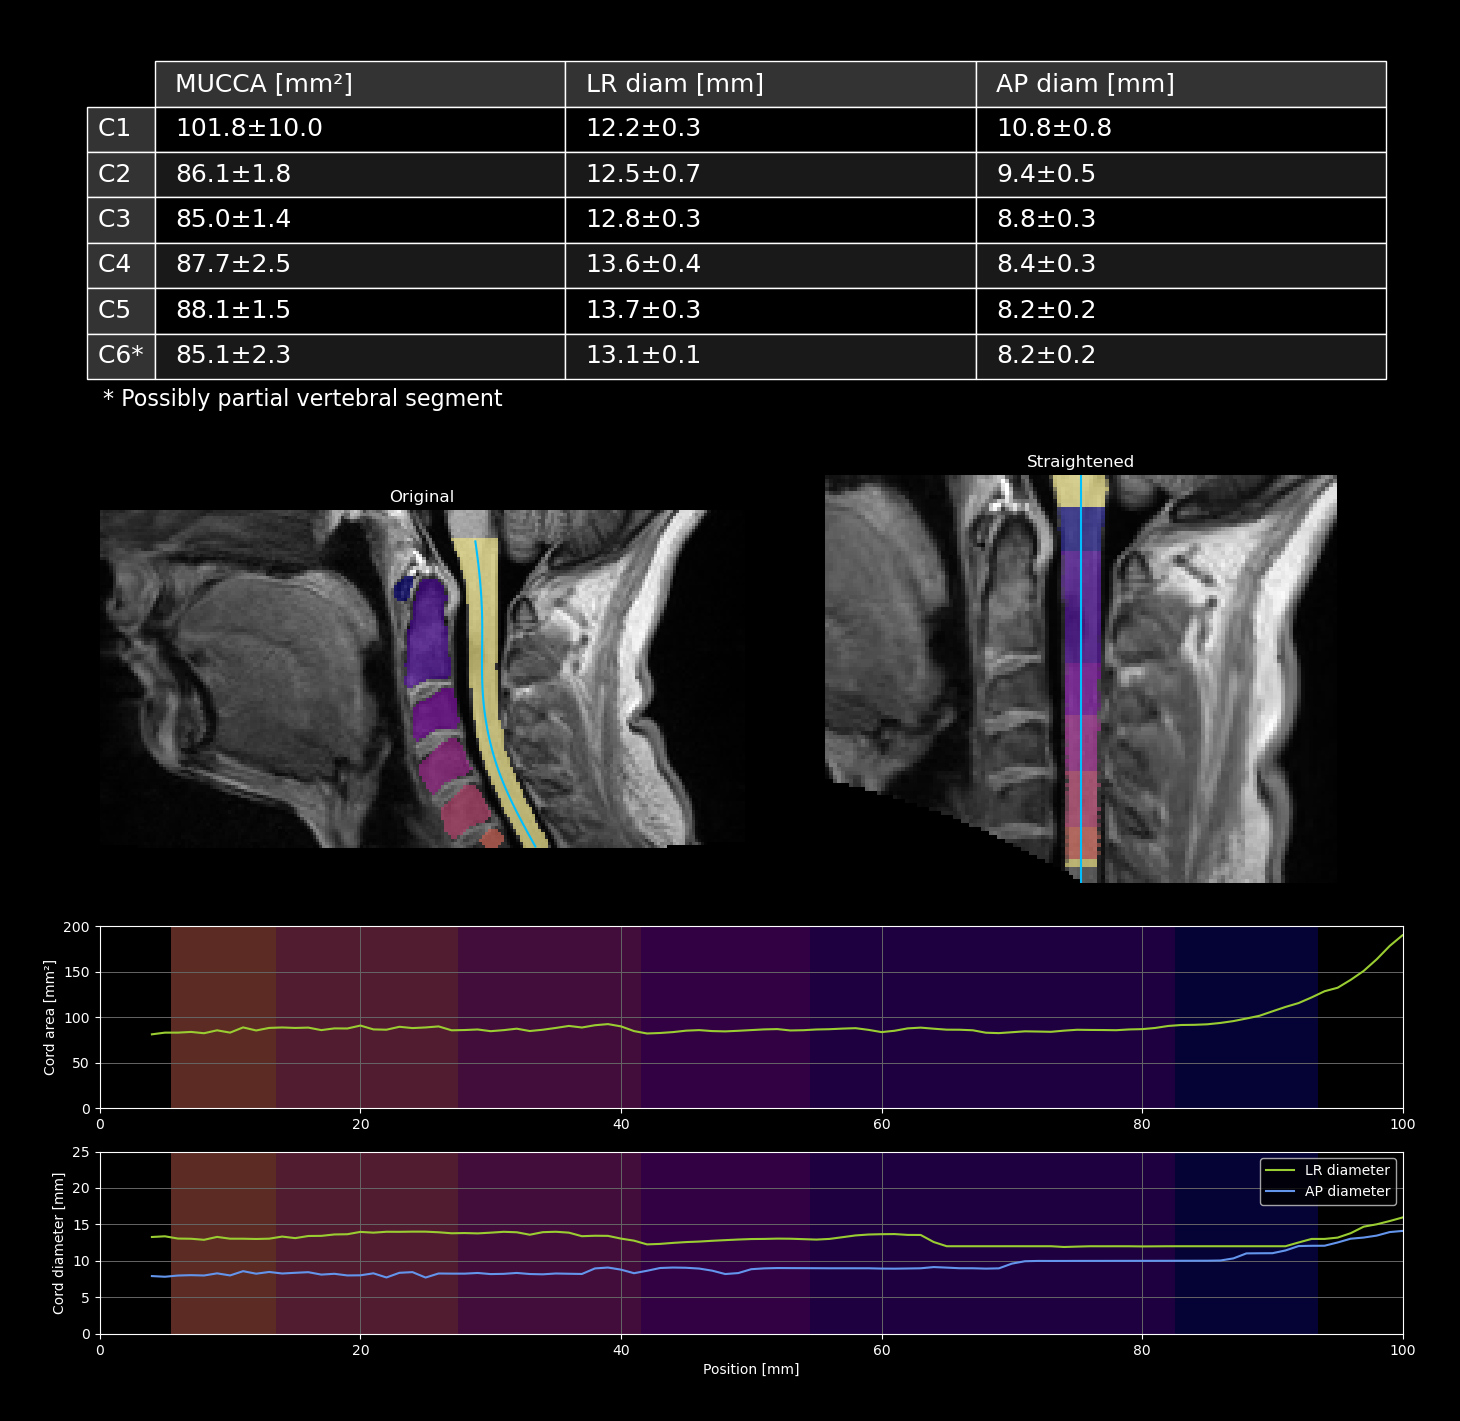 MUCCA [mm²] LR diam [mm] AP diam [mm]
C1 101.8±10.0 12.2±0.3 10.8±0.8
C2 86.1±1.8 12.5±0.7 9.4±0.5
C3 85.0±1.4 12.8±0.3 8.8±0.3
C4 87.7±2.5 13.6±0.4 8.4±0.3
C5 88.1±1.5 13.7±0.3 8.2±0.2
C6* 85.1±2.3 13.1±0.1 8.2±0.2
* Possibly partial vertebral segment
Original
Straightened
Cord area [mm²]
200
150
100
50
0
0 20 40 60 80 100
Cord diameter [mm]
25
20
15
10
5
0
LR diameter
AP diameter
0 20 40 60 80 100
Position [mm]